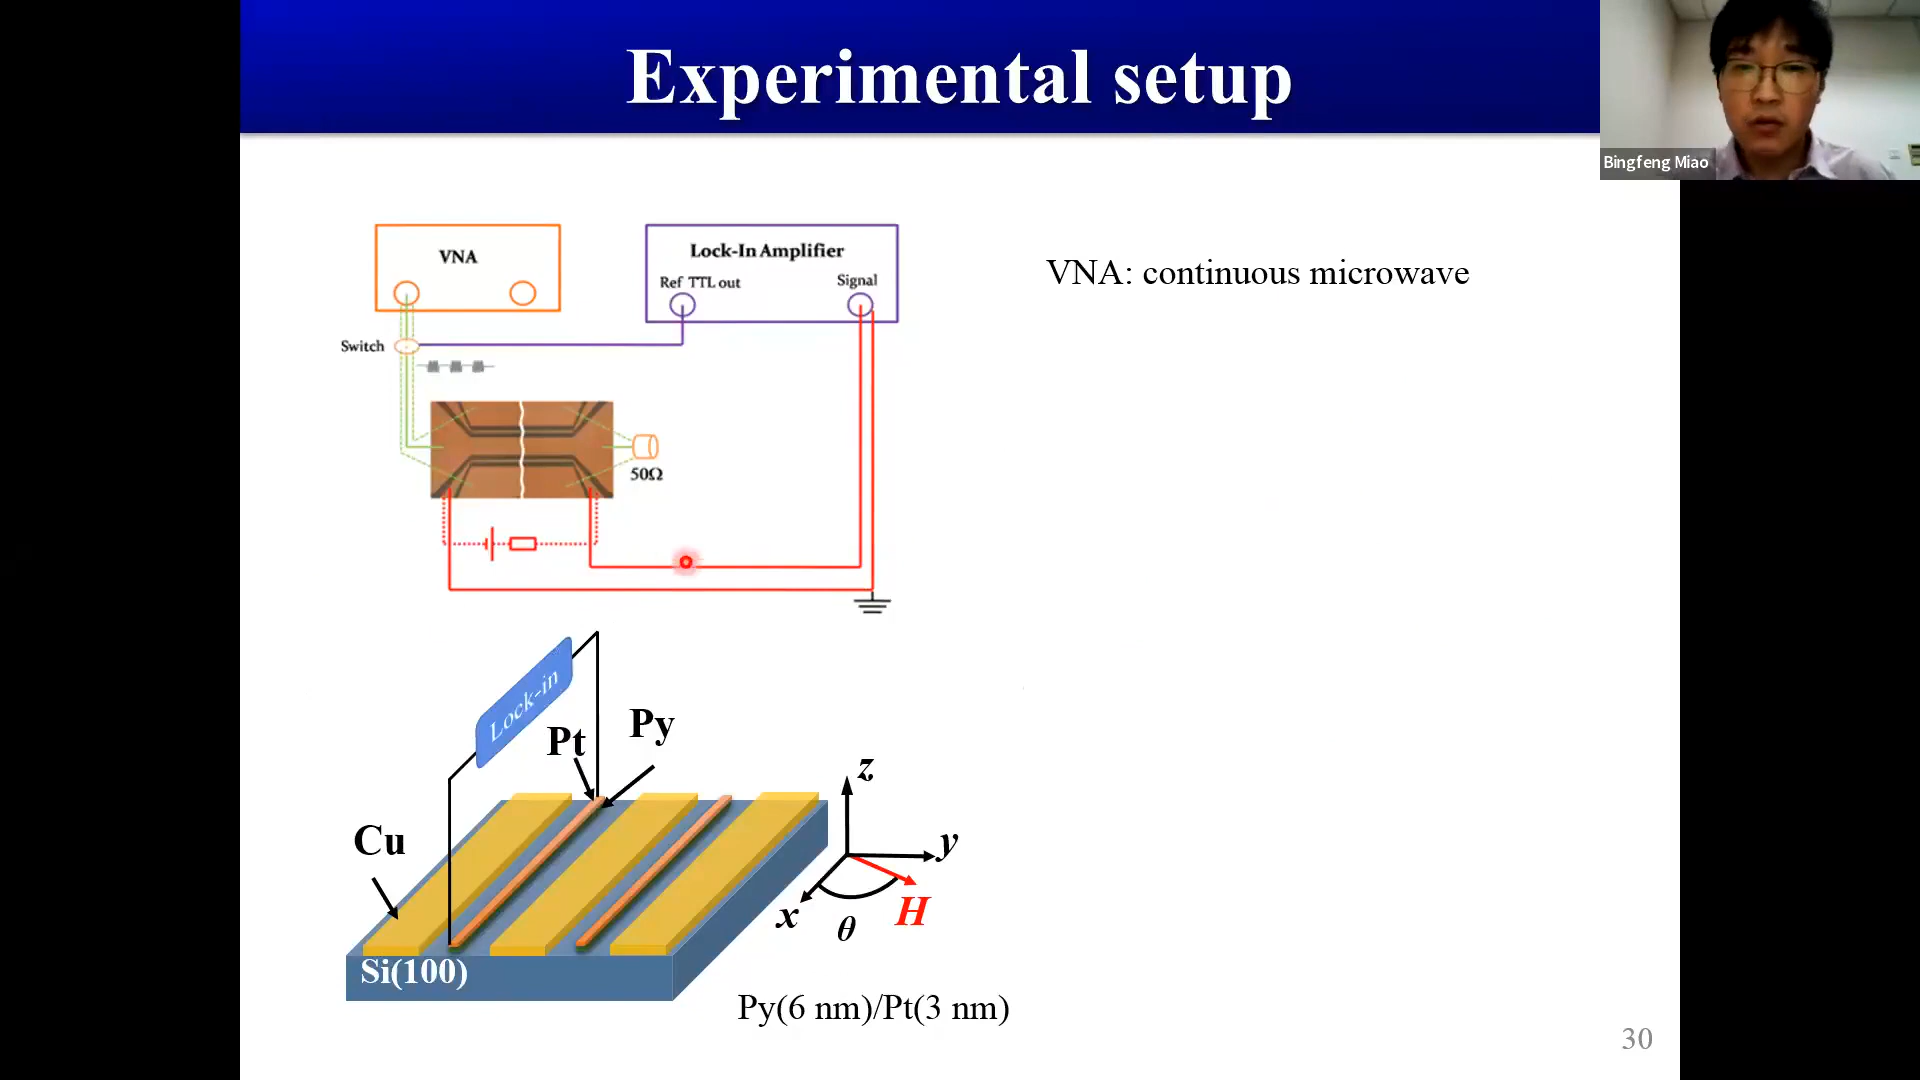 Experimental setup
Bingfeng Miao
VNA
Lock-In Amplifier
Ref TTL out
Signal
VNA: continuous microwave
Switch
50Ω
Lock-in
Pt
Py
z
Cu
y
x
θ
H
Si(100)
Py(6 nm)/Pt(3 nm)
30